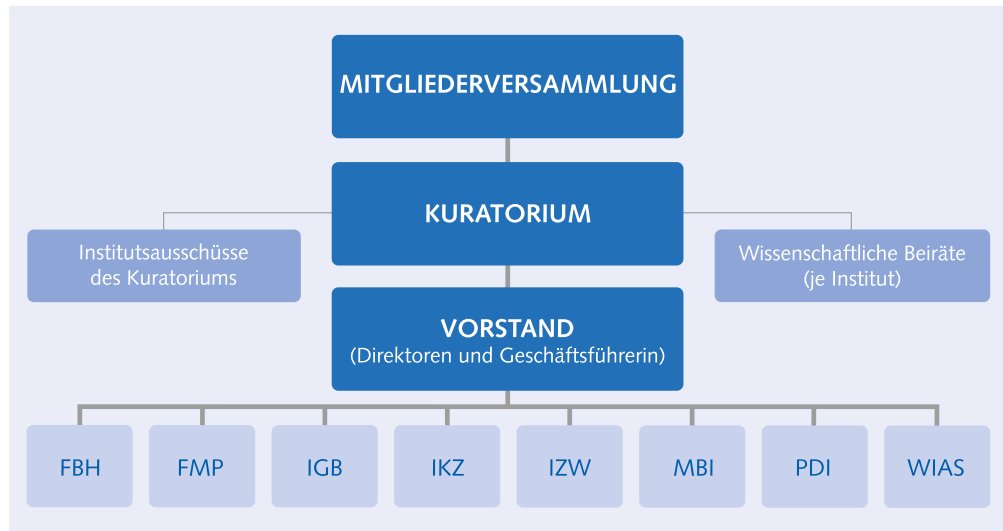 MITGLIEDERVERSAMMLUNG
KURATORIUM
Institutsausschüsse
des Kuratoriums
Wissenschaftliche Beiräte
(je Institut)
VORSTAND
(Direktoren und Geschäftsführerin)
FBH
FMP
IGB
IKZ
IZW
MBI
PDI
WIAS